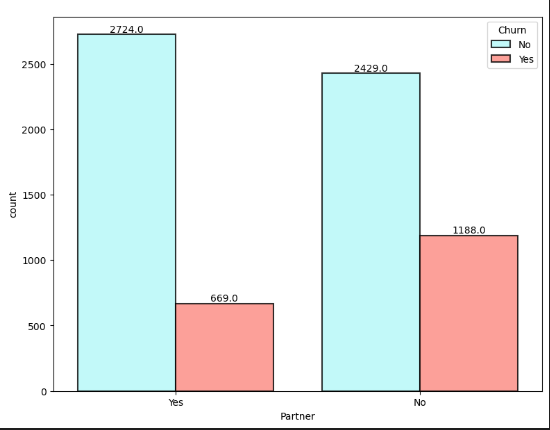 2724.0
2429.0
1188.0
669.0
Churn
No
Yes
2500
2000
1500
1000
500
0
count
Yes
No
Partner